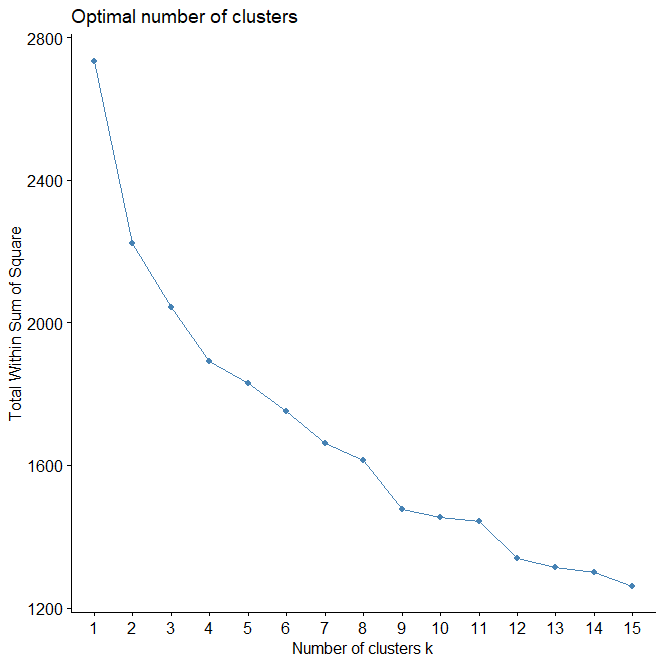 Optimal number of clusters
2800
2400
2000
1600
1200
Total Within Sum of Square
1 2 3 4 5 6 7 8 9 10 11 12 13 14 15
Number of clusters k